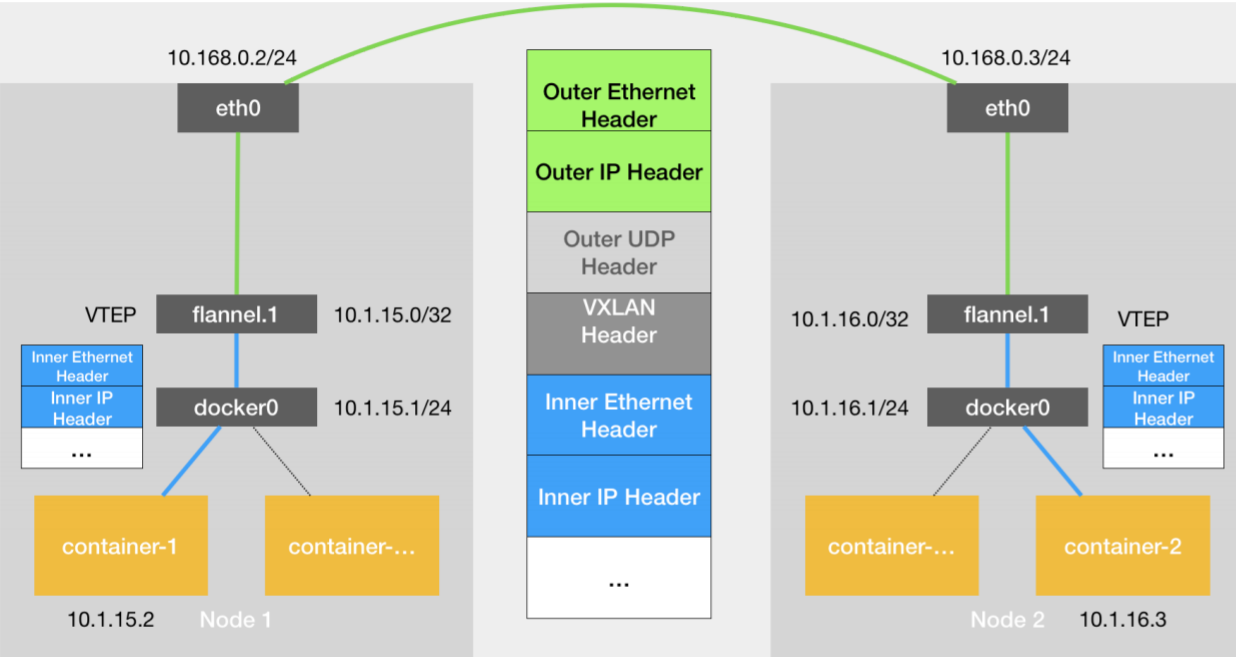 10.168.0.2/24
10.168.0.3/24
eth0
eth0
Outer Ethernet
Header
Outer IP Header
Outer UDP
Header
VXLAN
Header
Inner Ethernet
Header
Inner IP Header
...
VTEP
flannel.1
10.1.15.0/32
Inner Ethernet
Header
Inner IP
Header
...
docker0
10.1.15.1/24
container-1
container-...
10.1.15.2
Node 1
10.1.16.0/32
flannel.1
VTEP
10.1.16.1/24
docker0
Inner Ethernet
Header
Inner IP
Header
...
container-...
container-2
Node 2
10.1.16.3